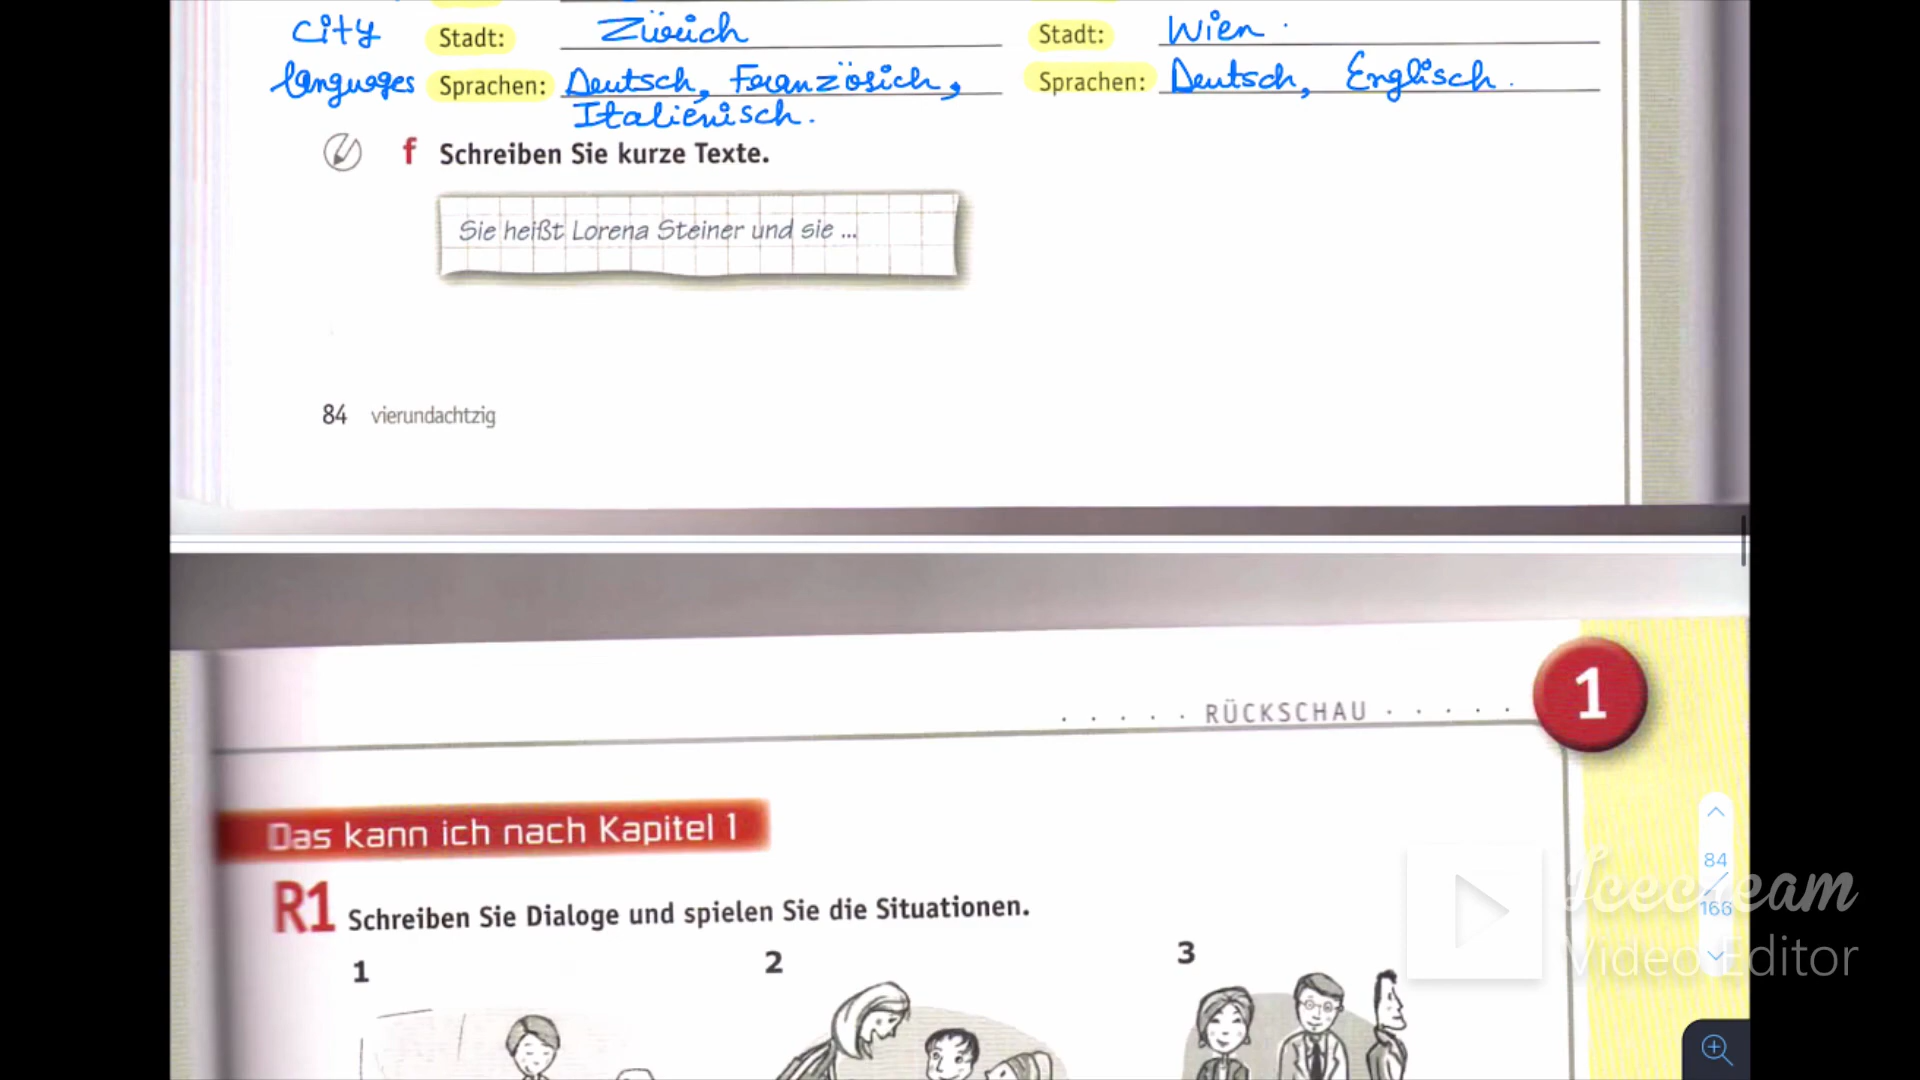 city Stadt: Zürich Stadt: Wien.
languages Sprachen: Deutsch, Französich, Sprachen: Deutsch, Englisch.
Italienisch.
f Schreiben Sie kurze Texte.
Sie heißt Lorena Steiner und sie ...
84 vierundachtzig
· · · · · RÜCKSCHAU · · · · ·
1
Das kann ich nach Kapitel 1
R1 Schreiben Sie Dialoge und spielen Sie die Situationen.
1 2 3
84
166
Icecream
Video Editor